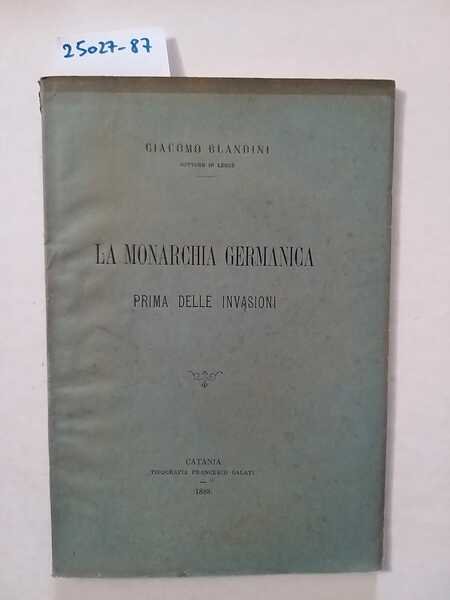 25027-87
GIACOMO BLANDINI
DOTTORE IN LEGGE
LA MONARCHIA GERMANICA
PRIMA DELLE INVASIONI
CATANIA
TIPOGRAFIA FRANCESCO GALATI
1889.